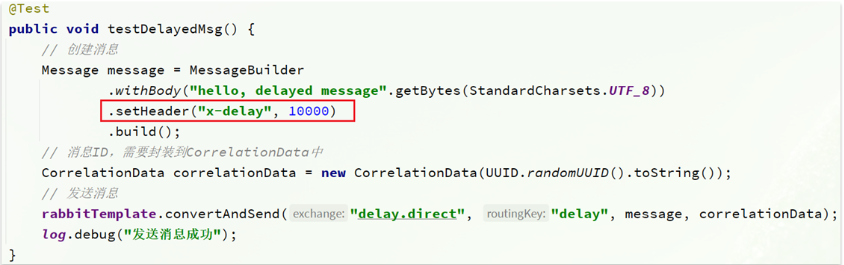 @Test
public void testDelayedMsg() {
// 创建消息
Message message = MessageBuilder
.withBody("hello, delayed message".getBytes(StandardCharsets.UTF_8))
.setHeader("x-delay", 10000)
.build();
// 消息ID，需要封装到CorrelationData中
CorrelationData correlationData = new CorrelationData(UUID.randomUUID().toString());
// 发送消息
rabbitTemplate.convertAndSend( exchange: "delay.direct", routingKey: "delay", message, correlationData);
log.debug("发送消息成功");
}